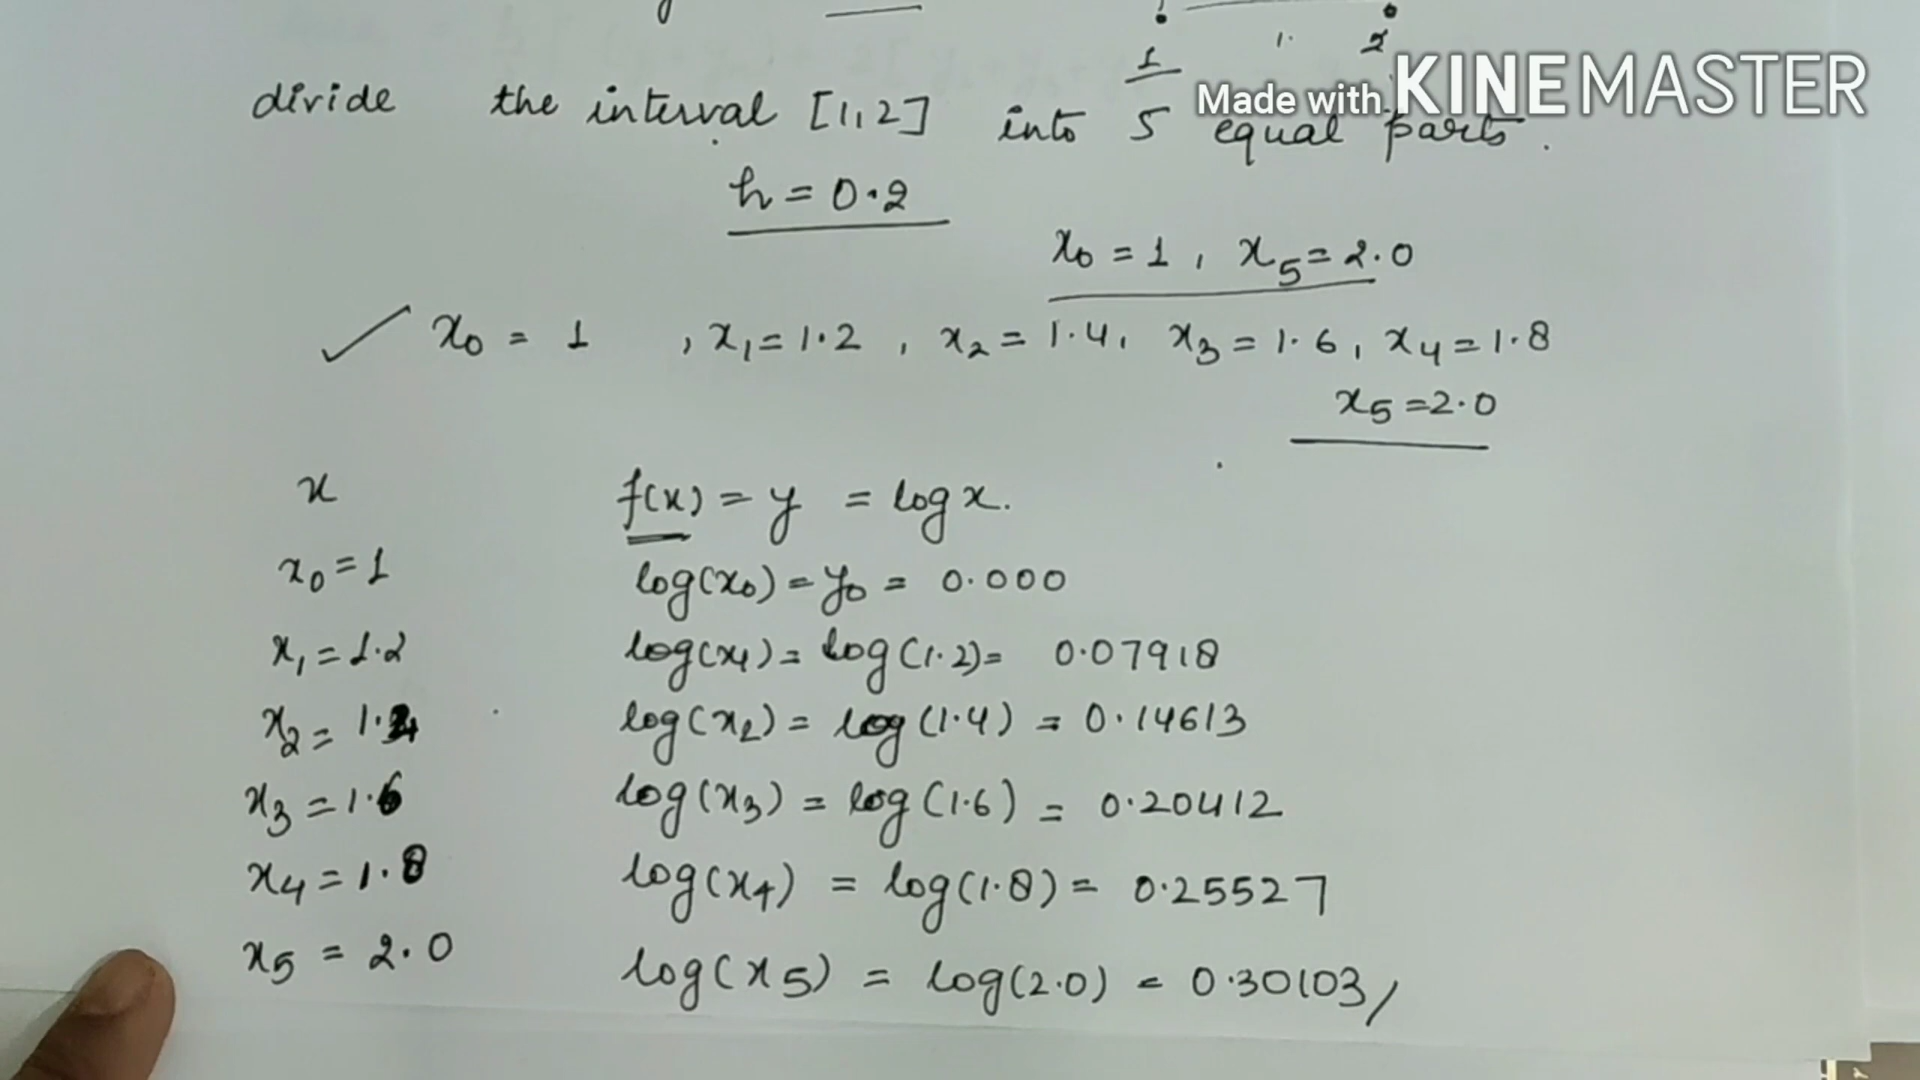 1 1. 2
Made with KINEMASTER
divide the interval [1,2] into 5 equal parts.
h = 0.2
x₀ = 1, x₅ = 2.0
✓ x₀ = 1, x₁ = 1.2, x₂ = 1.4, x₃ = 1.6, x₄ = 1.8
x₅ = 2.0
x f(x) = y = log x.
x₀ = 1 log(x₀) = y₀ = 0.000
x₁ = 1.2 log(x₁) = log(1.2) = 0.07918
x₂ = 1.4 log(x₂) = log(1.4) = 0.14613
x₃ = 1.6 log(x₃) = log(1.6) = 0.20412
x₄ = 1.8 log(x₄) = log(1.8) = 0.25527
x₅ = 2.0 log(x₅) = log(2.0) = 0.30103/